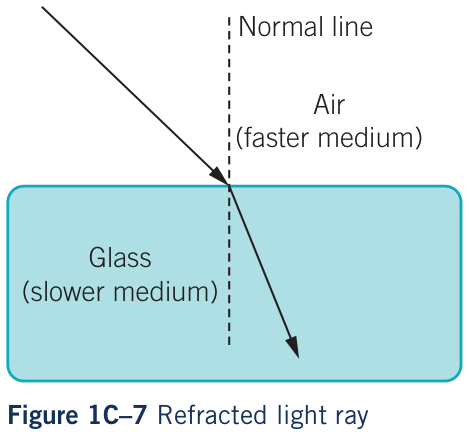 Normal line
Air
(faster medium)
Glass
(slower medium)
Figure 1C–7 Refracted light ray